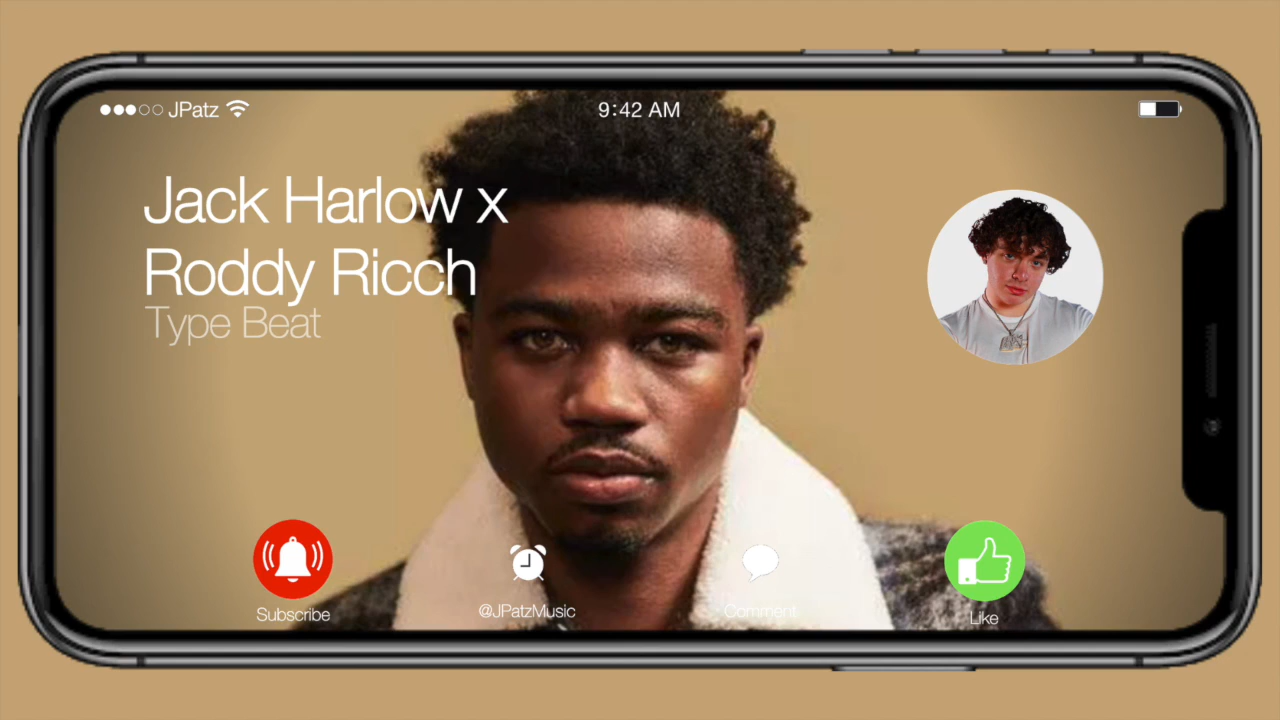 JPatz
9:42 AM
Jack Harlow x
Roddy Ricch
Type Beat
Subscribe
@JPatzMusic
Comment
Like